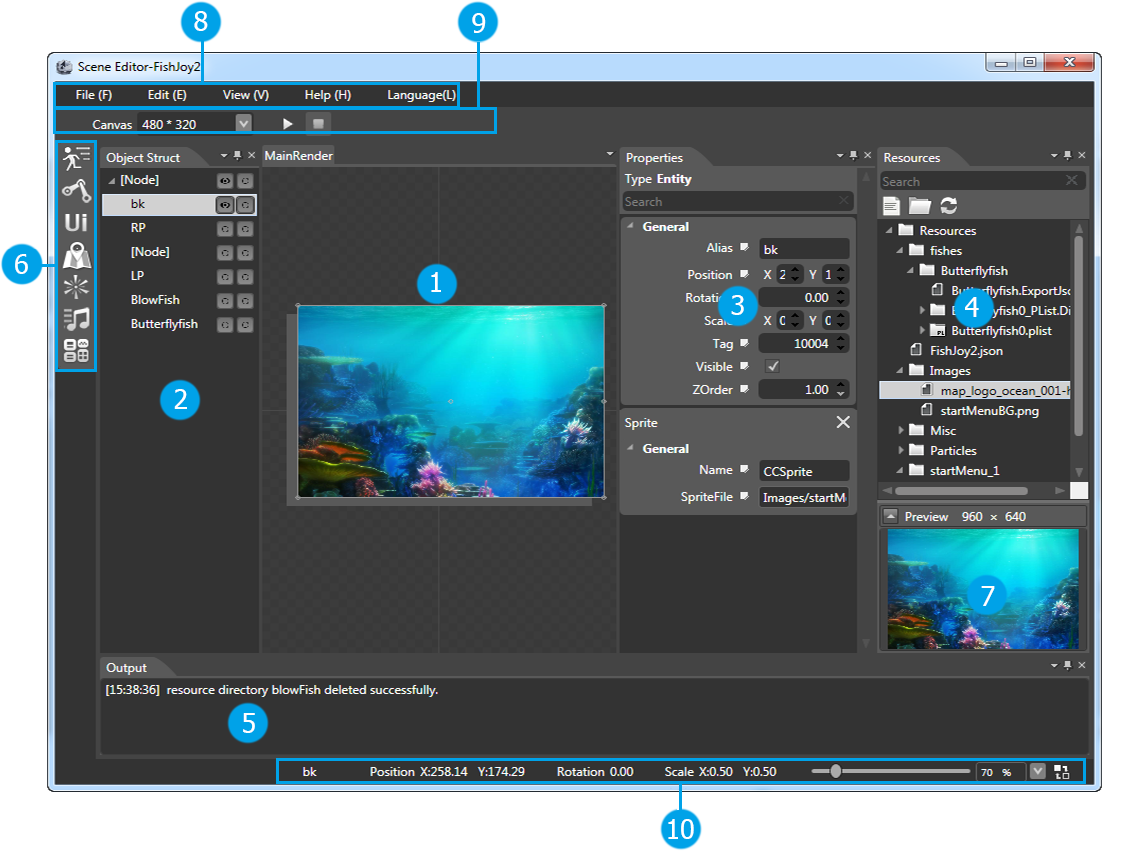 8
9
Scene Editor-FishJoy2
File (F) Edit (E) View (V) Help (H) Language(L)
Canvas 480 * 320
6
Ui
Object Struct
[Node]
bk
RP
[Node]
LP
BlowFish
Butterflyfish
2
MainRender
1
Properties
Type Entity
Search
General
Alias bk
Position X 2 Y 1
3
Scale X 0 Y 0
Tag 10004
Visible
ZOrder 1.00
0.00
Sprite
General
Name CCSprite
SpriteFile Images/startM
Resources
Search
Resources
fishes
Butterflyfish
Butterflyfish.ExportJso
4
Butterflyfish0.plist
PL
FishJoy2.json
Images
map_logo_ocean_001-h
startMenuBG.png
Misc
Particles
startMenu_1
Preview 960 × 640
7
Output
[15:38:36] resource directory blowFish deleted successfully.
5
bk Position X:258.14 Y:174.29 Rotation 0.00 Scale X:0.50 Y:0.50 70 %
10